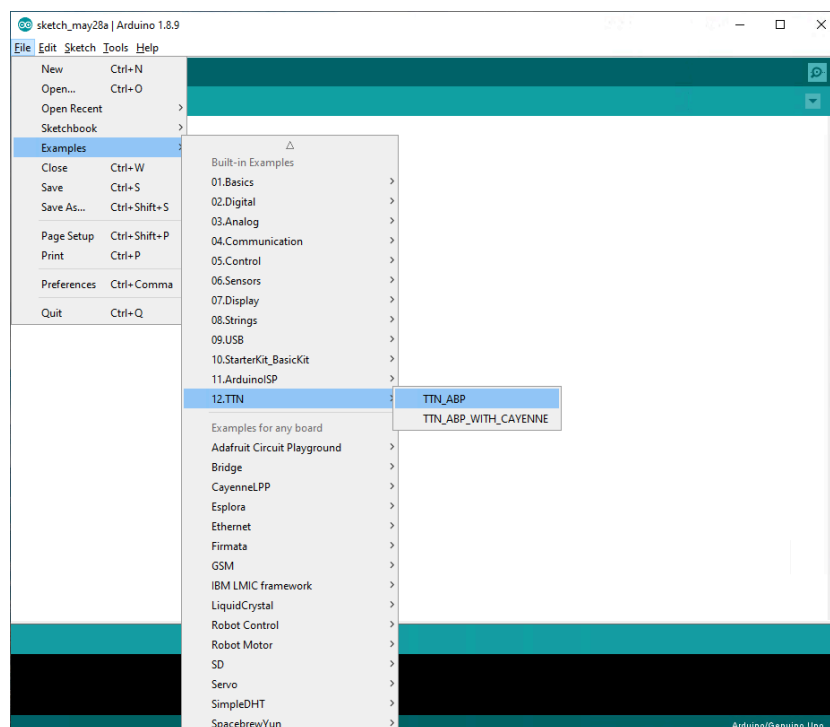 sketch_may28a | Arduino 1.8.9
File Edit Sketch Tools Help
New Ctrl+N
Open... Ctrl+O
Open Recent
Sketchbook
Examples
Close Ctrl+W
Save Ctrl+S
Save As... Ctrl+Shift+S
Page Setup Ctrl+Shift+P
Print Ctrl+P
Preferences Ctrl+Comma
Quit Ctrl+Q
Built-in Examples
01.Basics
02.Digital
03.Analog
04.Communication
05.Control
06.Sensors
07.Display
08.Strings
09.USB
10.StarterKit_BasicKit
11.ArduinoISP
12.TTN
TTN_ABP
TTN_ABP_WITH_CAYENNE
Examples for any board
Adafruit Circuit Playground
Bridge
CayenneLPP
Esplora
Ethernet
Firmata
GSM
IBM LMIC framework
LiquidCrystal
Robot Control
Robot Motor
SD
Servo
SimpleDHT
SpacebrewYun
Arduino/Genuino Uno